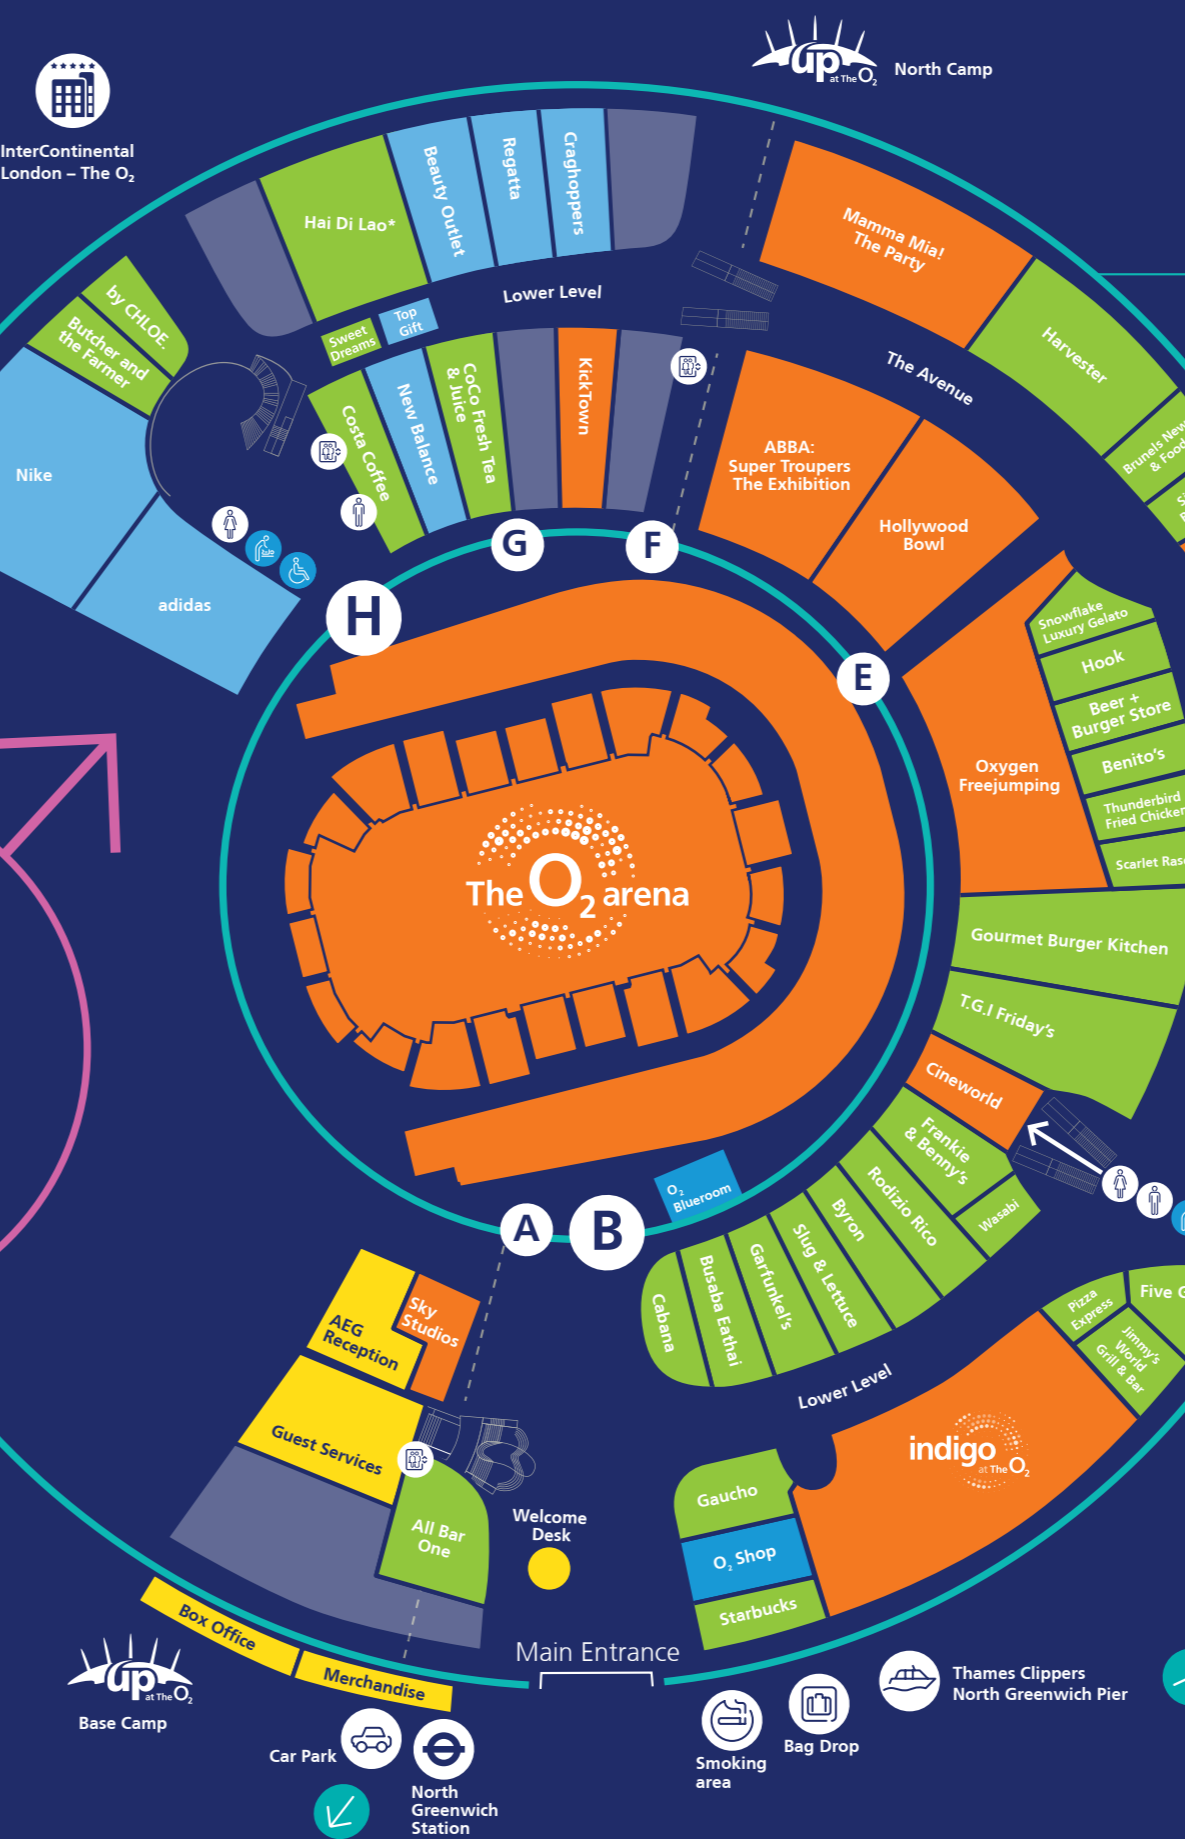 up
at The O2
North Camp
InterContinental
London – The O2
Hai Di Lao*
Beauty Outlet
Regatta
Craghoppers
Mamma Mia!
The Party
Harvester
Brunels New
& Food
by CHLOE.
Butcher and
the Farmer
Sweet
Dreams
Top
Gift
Lower Level
The Avenue
Nike
adidas
Costa Coffee
New Balance
CoCo Fresh Tea
& Juice
KickTown
ABBA:
Super Troupers
The Exhibition
Hollywood
Bowl
G
F
H
E
Snowflake
Luxury Gelato
Hook
Beer +
Burger Store
Benito's
Thunderbird
Fried Chicken
Scarlet Ras
Oxygen
Freejumping
The O2 arena
Gourmet Burger Kitchen
T.G.I Friday's
Cineworld
Frankie
& Benny's
Wasabi
Rodizio Rico
Byron
Slug & Lettuce
Garfunkel's
Busaba Eathai
Cabana
O2
Blueroom
A
B
Sky
Studios
AEG
Reception
Guest Services
All Bar
One
Welcome
Desk
Lower Level
Pizza
Express
Five G
Jimmy's
World
Grill & Bar
indigo
at The O2
Gaucho
O2 Shop
Starbucks
Box Office
Merchandise
Main Entrance
up
at The O2
Base Camp
Car Park
North
Greenwich
Station
Smoking
area
Bag Drop
Thames Clippers
North Greenwich Pier